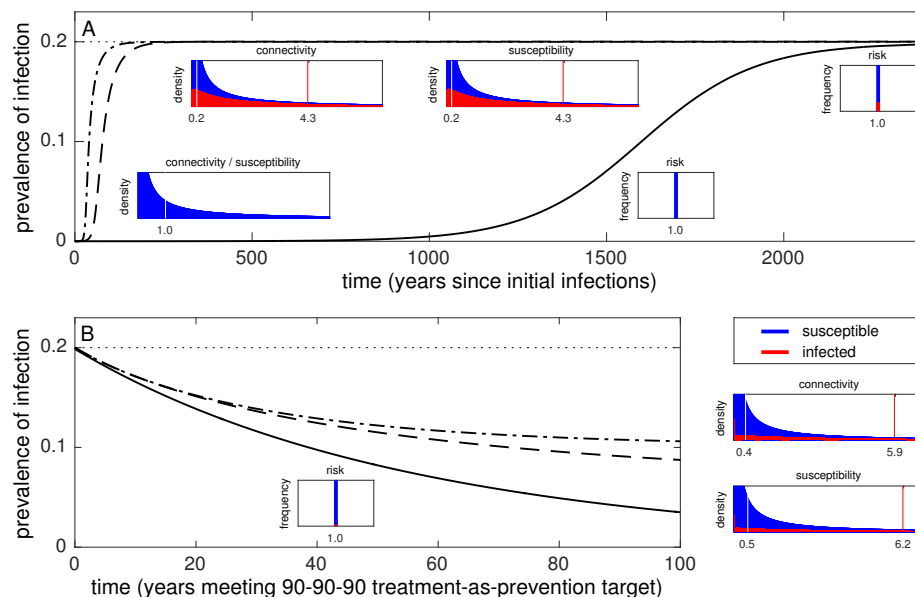 A
prevalence of infection
0.2
0.1
0
connectivity
density
0.2
4.3
susceptibility
density
0.2
4.3
risk
frequency
1.0
connectivity / susceptibility
density
1.0
risk
frequency
1.0
0
500
1000
1500
2000
time (years since initial infections)
B
prevalence of infection
0.2
0.1
0
risk
frequency
1.0
0
20
40
60
80
100
time (years meeting 90-90-90 treatment-as-prevention target)
susceptible
infected
connectivity
density
0.4
5.9
susceptibility
density
0.5
6.2